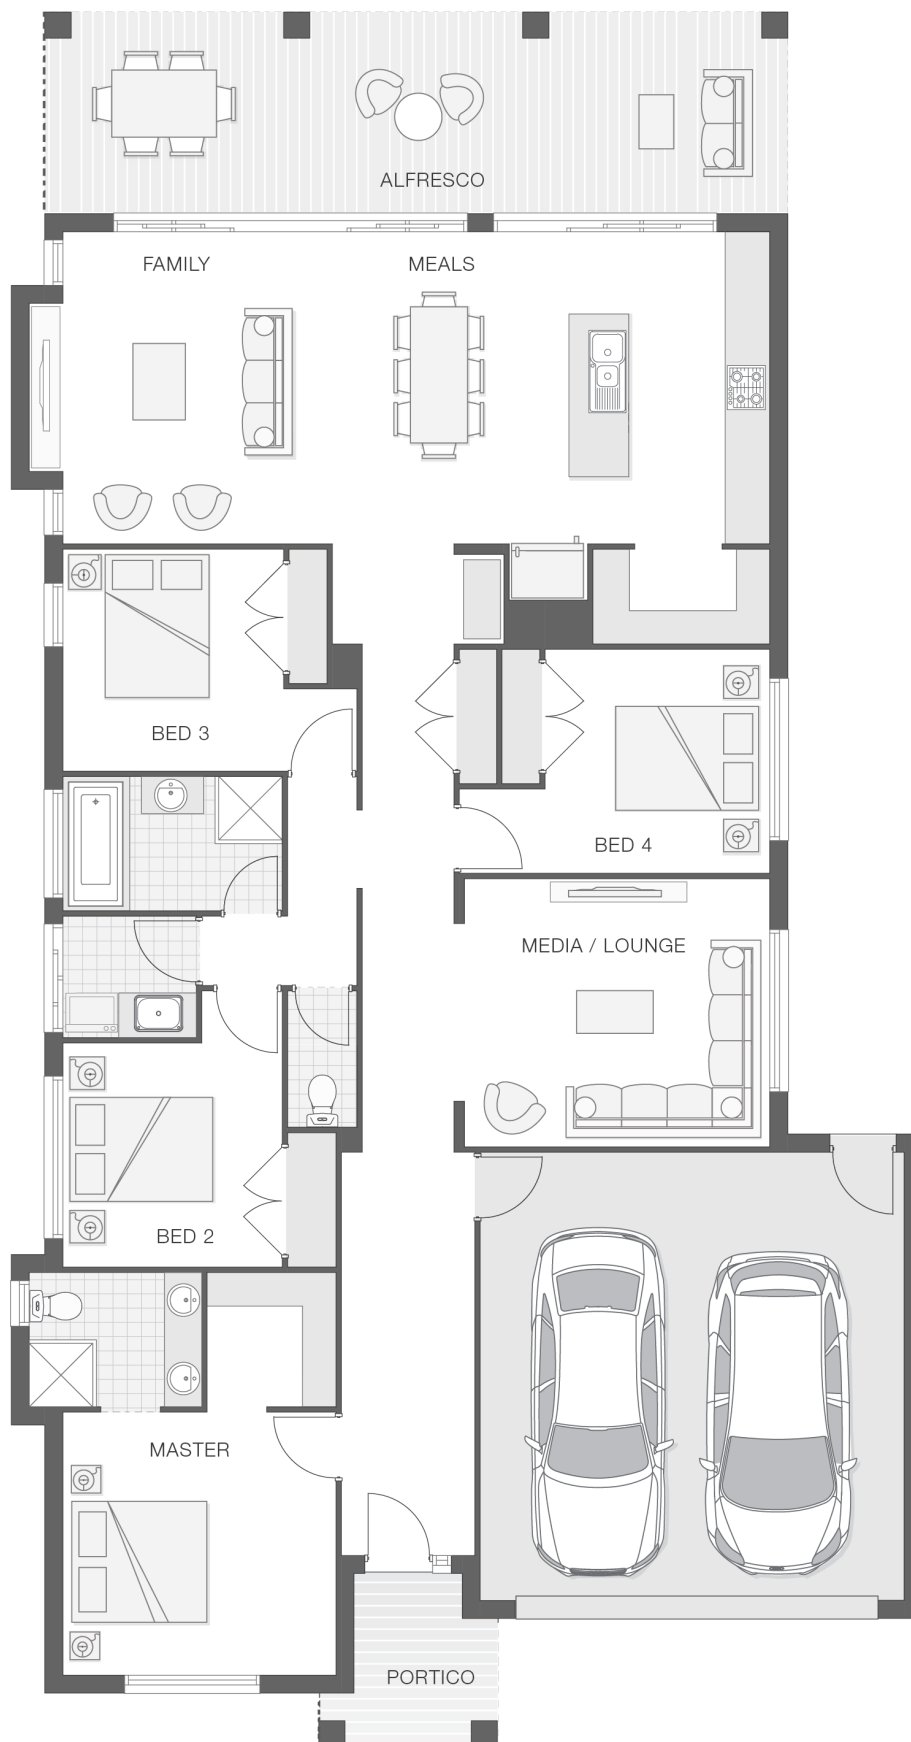 ALFRESCO
FAMILY
MEALS
BED 3
BED 4
MEDIA / LOUNGE
BED 2
MASTER
PORTICO